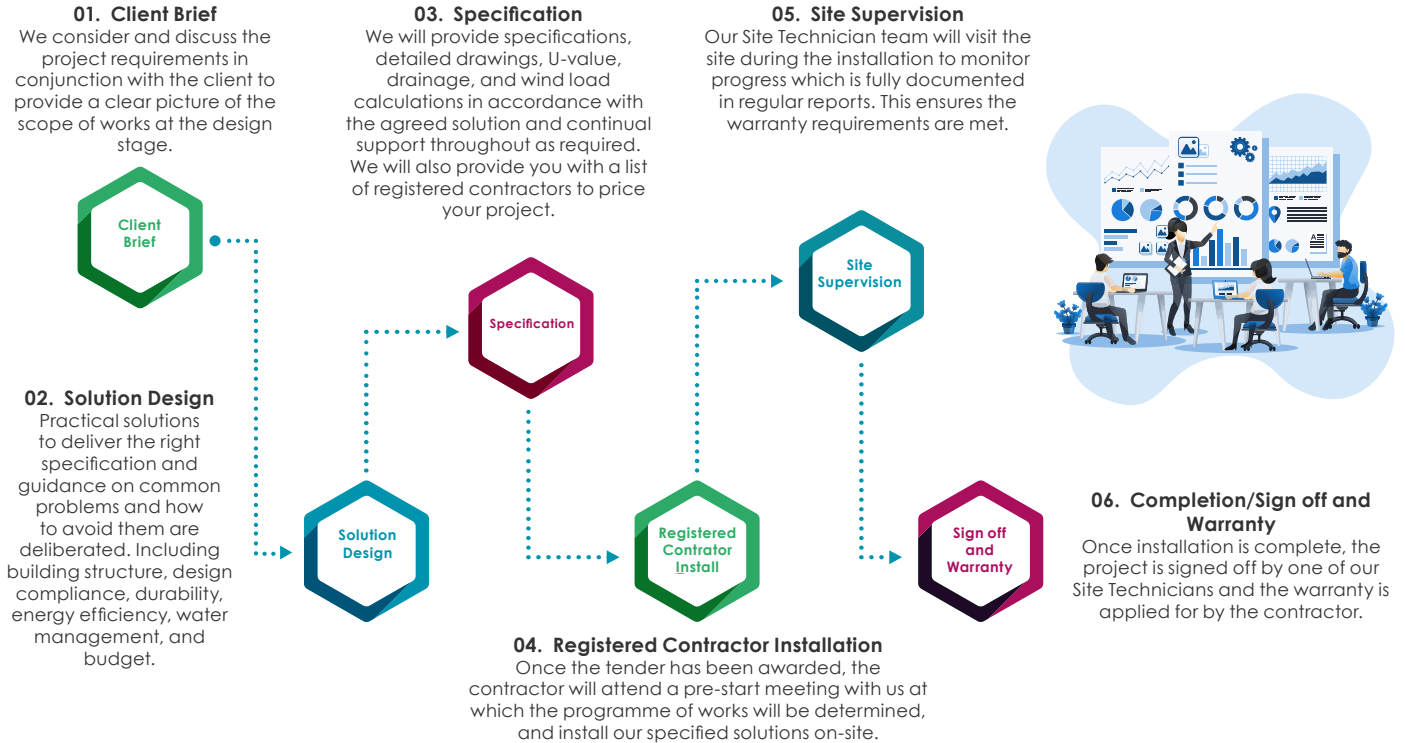 01. Client Brief
We consider and discuss the
project requirements in
conjunction with the client to
provide a clear picture of the
scope of works at the design
stage.
Client
Brief
02. Solution Design
Practical solutions
to deliver the right
specification and
guidance on common
problems and how
to avoid them are
deliberated. Including
building structure, design
compliance, durability,
energy efficiency, water
management, and
budget.
Solution
Design
03. Specification
We will provide specifications,
detailed drawings, U-value,
drainage, and wind load
calculations in accordance with
the agreed solution and continual
support throughout as required.
We will also provide you with a list
of registered contractors to price
your project.
Specification
Registered
Contrator
Install
04. Registered Contractor Installation
Once the tender has been awarded, the
contractor will attend a pre-start meeting with us at
which the programme of works will be determined,
and install our specified solutions on-site.
05. Site Supervision
Our Site Technician team will visit the
site during the installation to monitor
progress which is fully documented
in regular reports. This ensures the
warranty requirements are met.
Site
Supervision
Sign off
and
Warranty
06. Completion/Sign off and
Warranty
Once installation is complete, the
project is signed off by one of our
Site Technicians and the warranty is
applied for by the contractor.
A